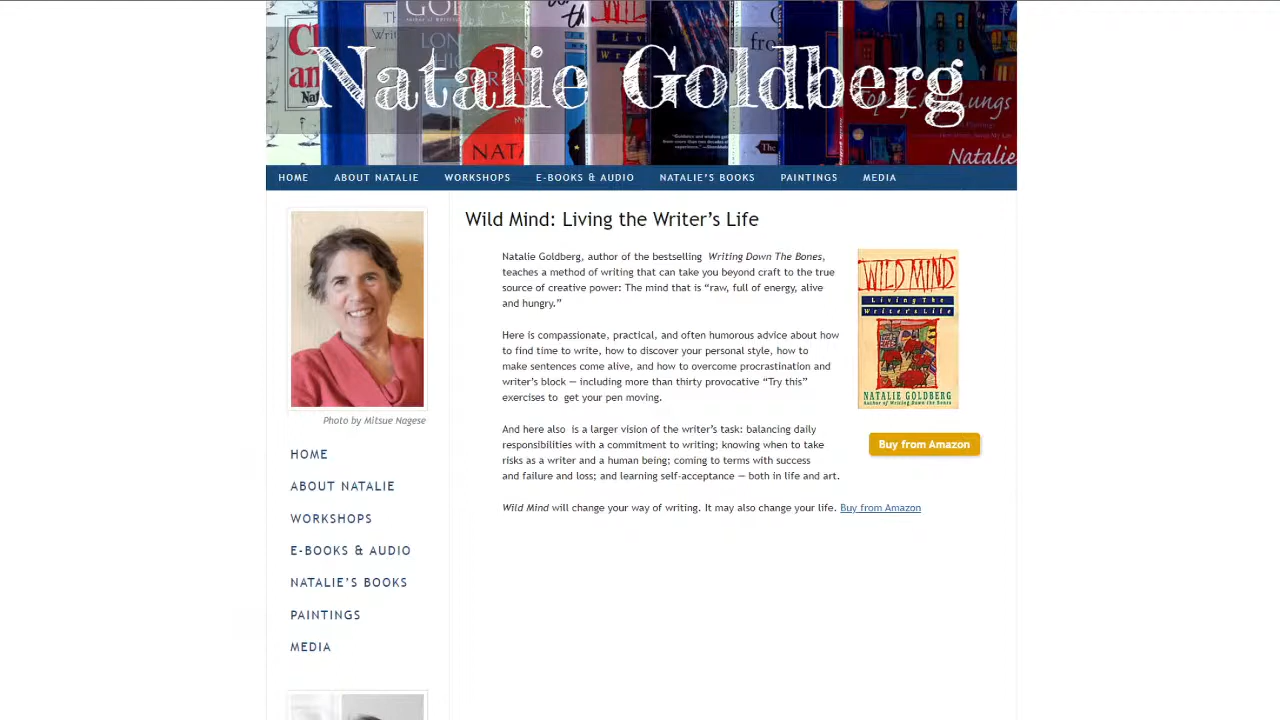 Natalie Goldberg
HOME ABOUT NATALIE WORKSHOPS E-BOOKS & AUDIO NATALIE’S BOOKS PAINTINGS MEDIA
Photo by Mitsue Nagese
HOME
ABOUT NATALIE
WORKSHOPS
E-BOOKS & AUDIO
NATALIE’S BOOKS
PAINTINGS
MEDIA
Wild Mind: Living the Writer’s Life
Natalie Goldberg, author of the bestselling Writing Down The Bones,
teaches a method of writing that can take you beyond craft to the true
source of creative power: The mind that is “raw, full of energy, alive
and hungry.”
Here is compassionate, practical, and often humorous advice about how
to find time to write, how to discover your personal style, how to
make sentences come alive, and how to overcome procrastination and
writer’s block — including more than thirty provocative “Try this”
exercises to get your pen moving.
And here also is a larger vision of the writer’s task: balancing daily
responsibilities with a commitment to writing; knowing when to take
risks as a writer and a human being; coming to terms with success
and failure and loss; and learning self-acceptance — both in life and art.
Wild Mind will change your way of writing. It may also change your life. Buy from Amazon
WILD MIND
Living The
Writer's Life
NATALIE GOLDBERG
Author of Writing Down the Bones
Buy from Amazon